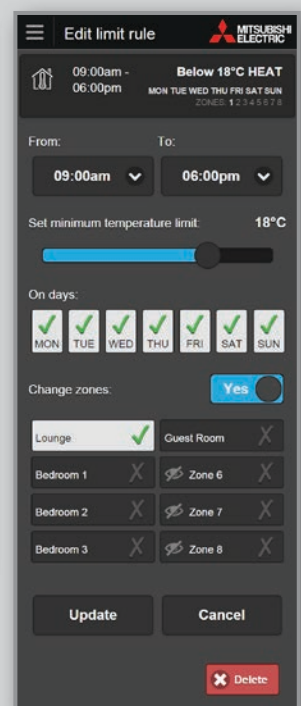 Edit limit rule
MITSUBISHI
ELECTRIC
09:00am -
06:00pm
Below 18°C HEAT
MON TUE WED THU FRI SAT SUN
ZONES: 1 2 3 4 5 6 7 8
From:
To:
09:00am
06:00pm
Set minimum temperature limit:
18°C
On days:
MON
TUE
WED
THU
FRI
SAT
SUN
Change zones:
Yes
Lounge
Guest Room
Bedroom 1
Zone 6
Bedroom 2
Zone 7
Bedroom 3
Zone 8
Update
Cancel
Delete